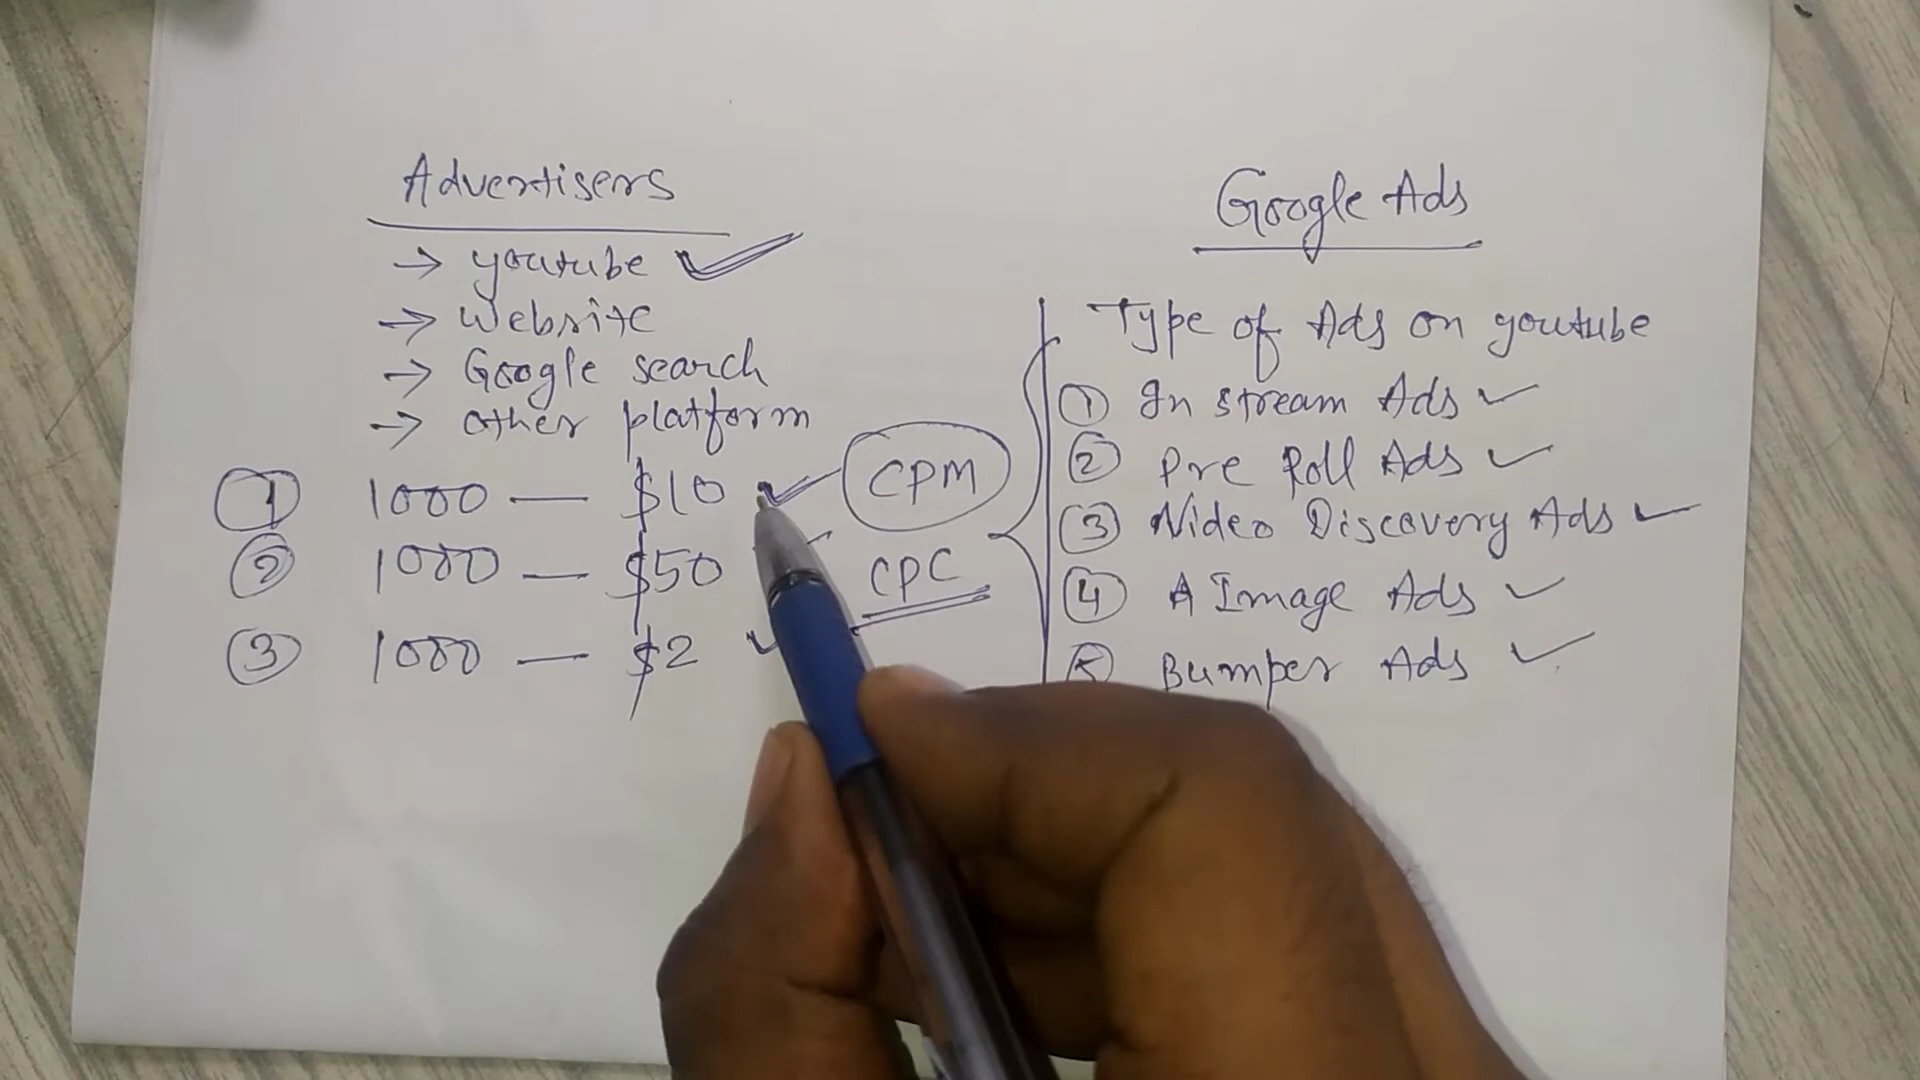 Advertisers
→ youtube ✓
→ Website
→ Google search
→ other platform
① 1000 — $10 ✓ CPM
② 1000 — $50 CPC
③ 1000 — $2 ✓
Google Ads
Type of Ads on youtube
① In stream Ads ✓
② Pre Roll Ads ✓
③ Video Discovery Ads ✓
④ A Image Ads ✓
⑤ Bumper Ads ✓